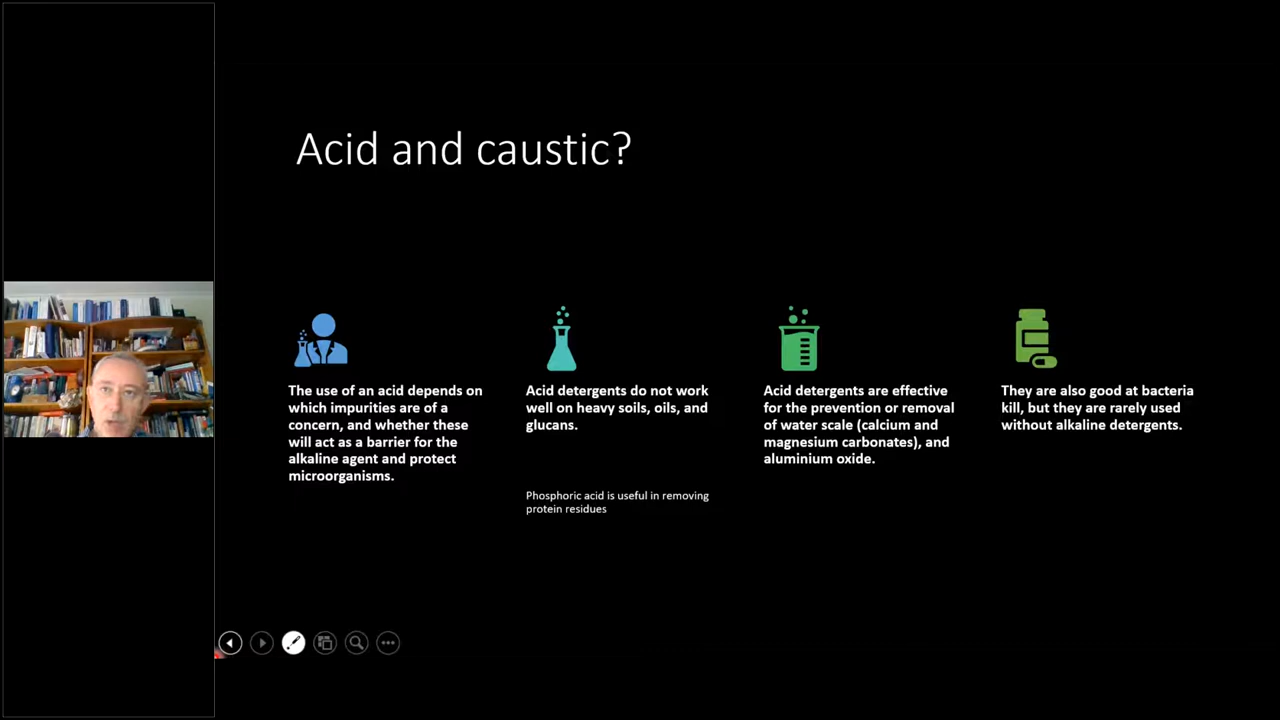 Acid and caustic?
The use of an acid depends on
which impurities are of a
concern, and whether these
will act as a barrier for the
alkaline agent and protect
microorganisms.
Acid detergents do not work
well on heavy soils, oils, and
glucans.
Phosphoric acid is useful in removing
protein residues
Acid detergents are effective
for the prevention or removal
of water scale (calcium and
magnesium carbonates), and
aluminium oxide.
They are also good at bacteria
kill, but they are rarely used
without alkaline detergents.